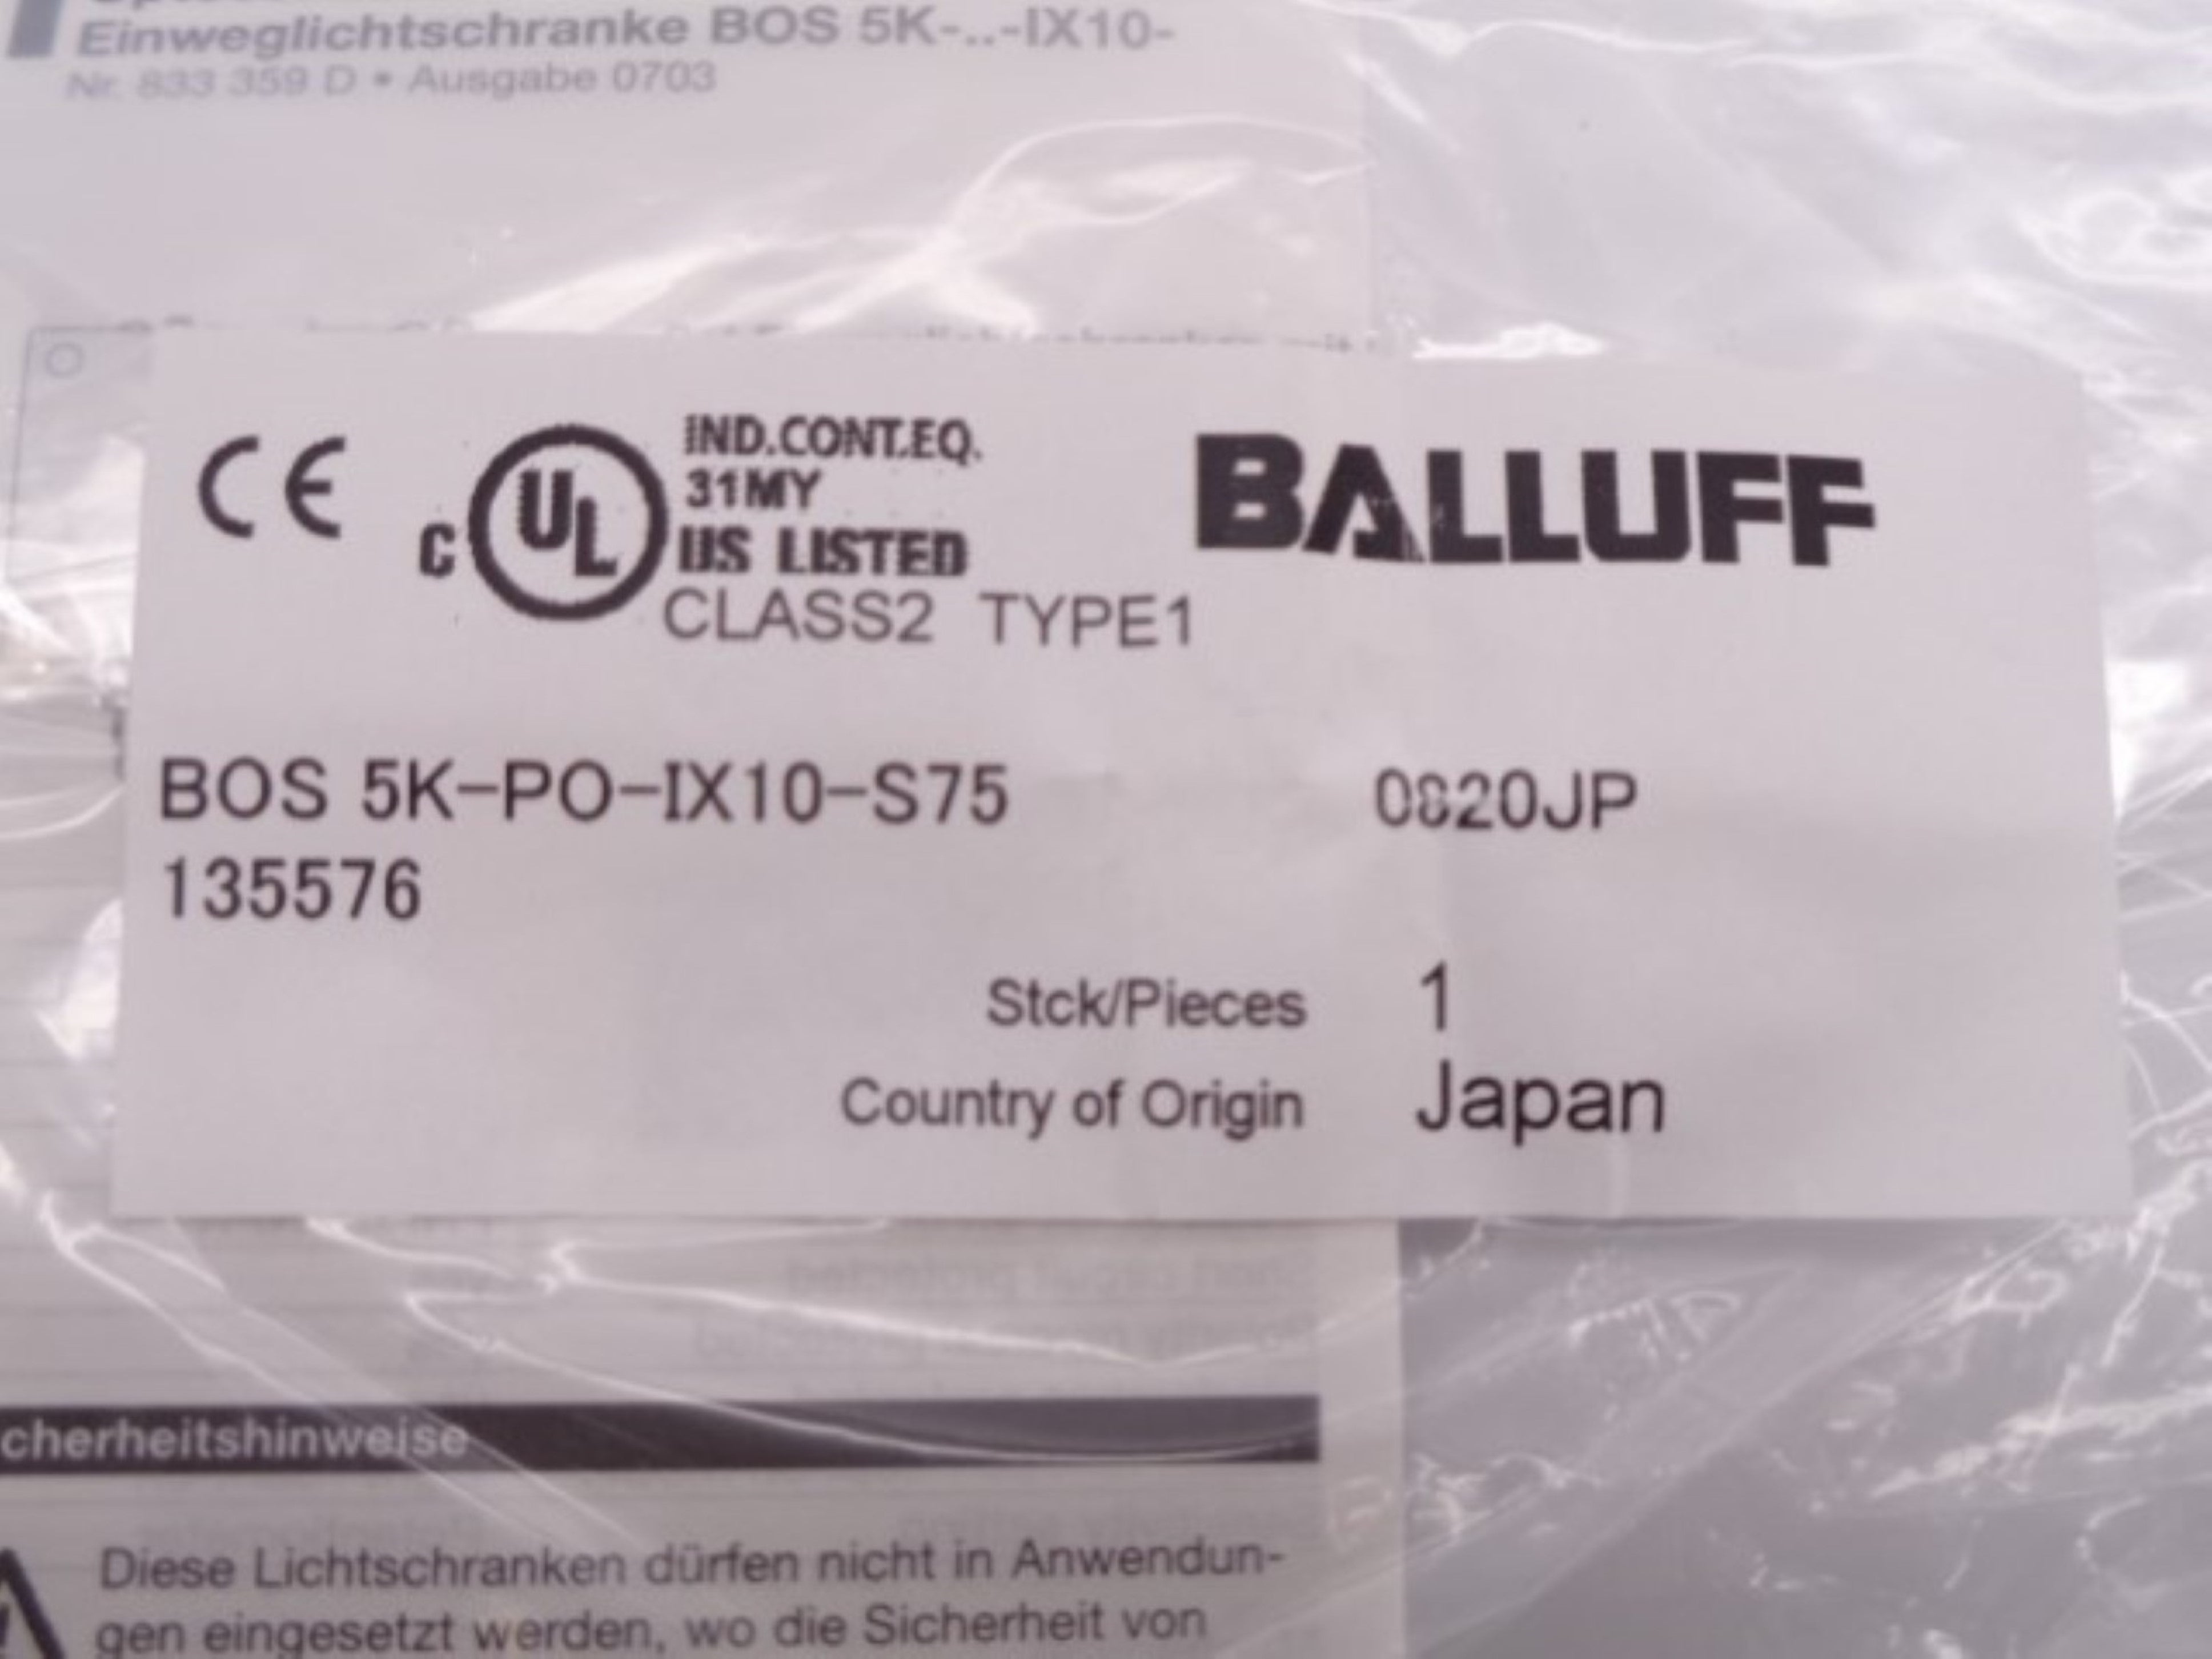 Einweglichtschranke BOS 5K-..-IX10-
Nr. 833 359 D • Ausgabe 0703
CE
C UL US LISTED
IND.CONT.EQ.
31MY
CLASS2 TYPE1
BALLUFF
BOS 5K-PO-IX10-S75 0820JP
135576
Stck/Pieces 1
Country of Origin Japan
cherheitshinweise
Diese Lichtschranken dürfen nicht in Anwendun-
gen eingesetzt werden, wo die Sicherheit von